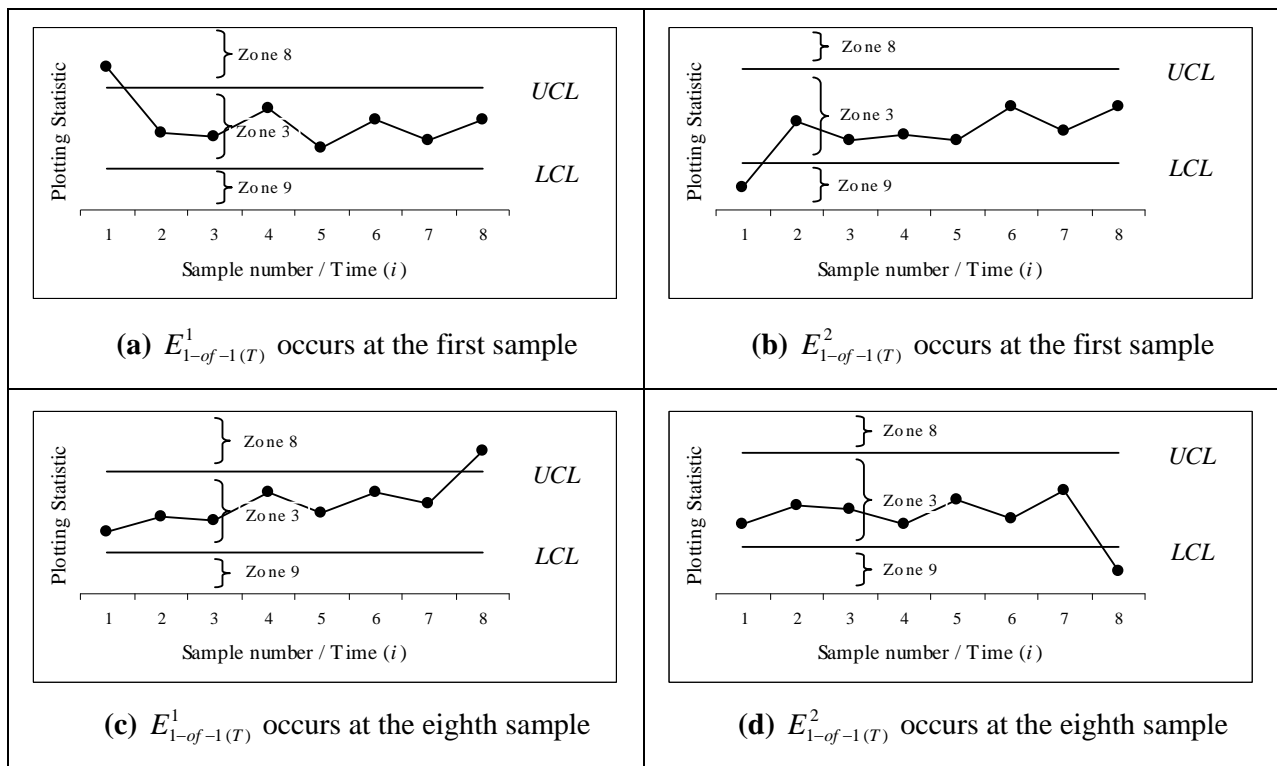 Plotting Statistic
Zone 8
UCL
Zone 3
LCL
Zone 9
1 2 3 4 5 6 7 8
Sample number / Time (i)
(a) E^1_{1-of-1(T)} occurs at the first sample
Plotting Statistic
Zone 8
UCL
Zone 3
LCL
Zone 9
1 2 3 4 5 6 7 8
Sample number / Time (i)
(b) E^2_{1-of-1(T)} occurs at the first sample
Plotting Statistic
Zone 8
UCL
Zone 3
LCL
Zone 9
1 2 3 4 5 6 7 8
Sample number / Time (i)
(c) E^1_{1-of-1(T)} occurs at the eighth sample
Plotting Statistic
Zone 8
UCL
Zone 3
LCL
Zone 9
1 2 3 4 5 6 7 8
Sample number / Time (i)
(d) E^2_{1-of-1(T)} occurs at the eighth sample